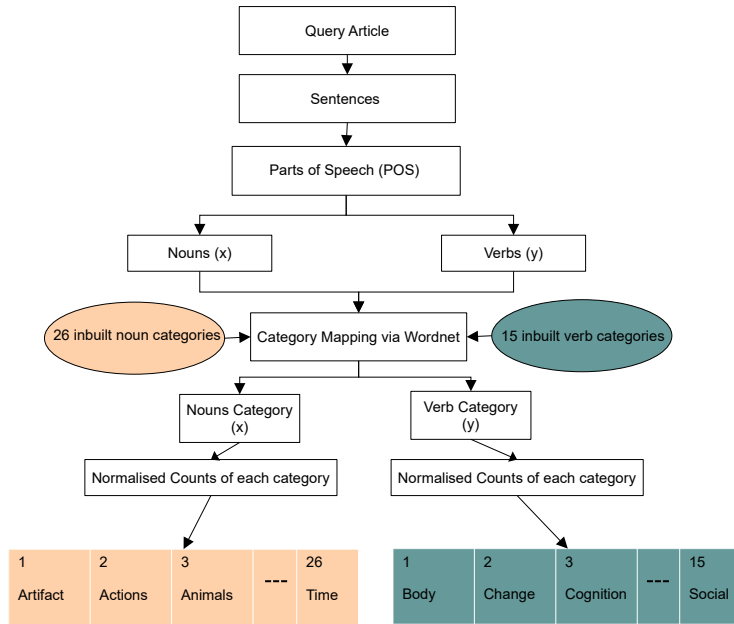 Query Article
Sentences
Parts of Speech (POS)
Nouns (x)
Verbs (y)
26 inbuilt noun categories
Category Mapping via Wordnet
15 inbuilt verb categories
Nouns Category
(x)
Verb Category
(y)
Normalised Counts of each category
Normalised Counts of each category
1 2 3 --- 26
Artifact Actions Animals Time
1 2 3 --- 15
Body Change Cognition Social